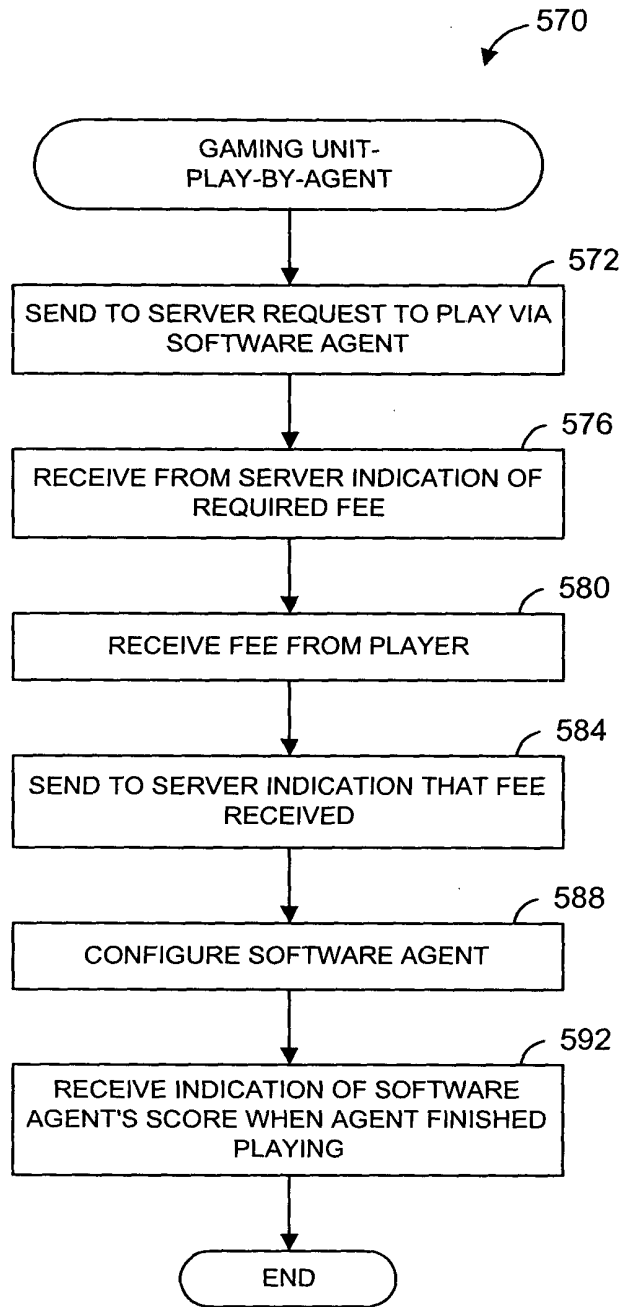 570
GAMING UNIT-
PLAY-BY-AGENT
572
SEND TO SERVER REQUEST TO PLAY VIA
SOFTWARE AGENT
576
RECEIVE FROM SERVER INDICATION OF
REQUIRED FEE
580
RECEIVE FEE FROM PLAYER
584
SEND TO SERVER INDICATION THAT FEE
RECEIVED
588
CONFIGURE SOFTWARE AGENT
592
RECEIVE INDICATION OF SOFTWARE
AGENT'S SCORE WHEN AGENT FINISHED
PLAYING
END